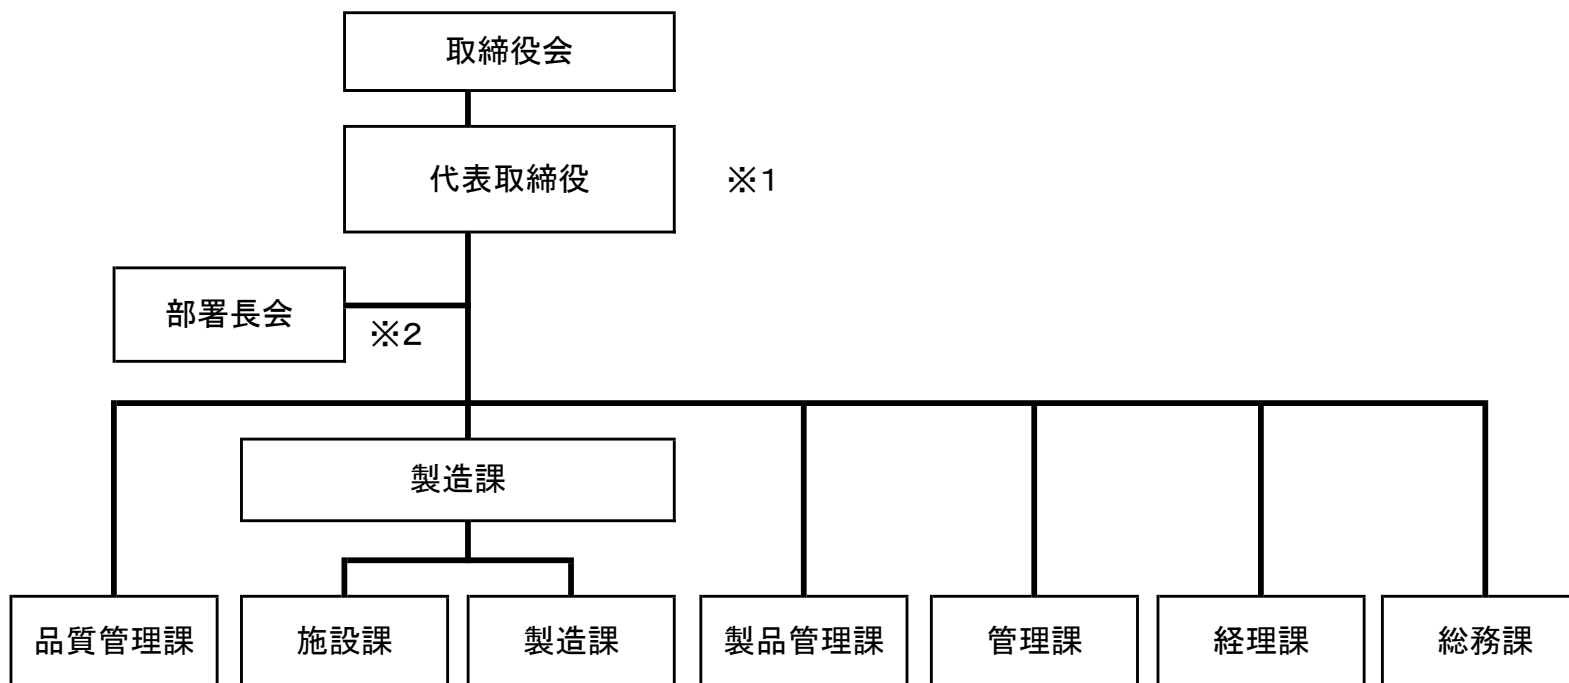 取締役会
代表取締役
※1
部署長会
※2
製造課
品質管理課
施設課
製造課
製品管理課
管理課
経理課
総務課